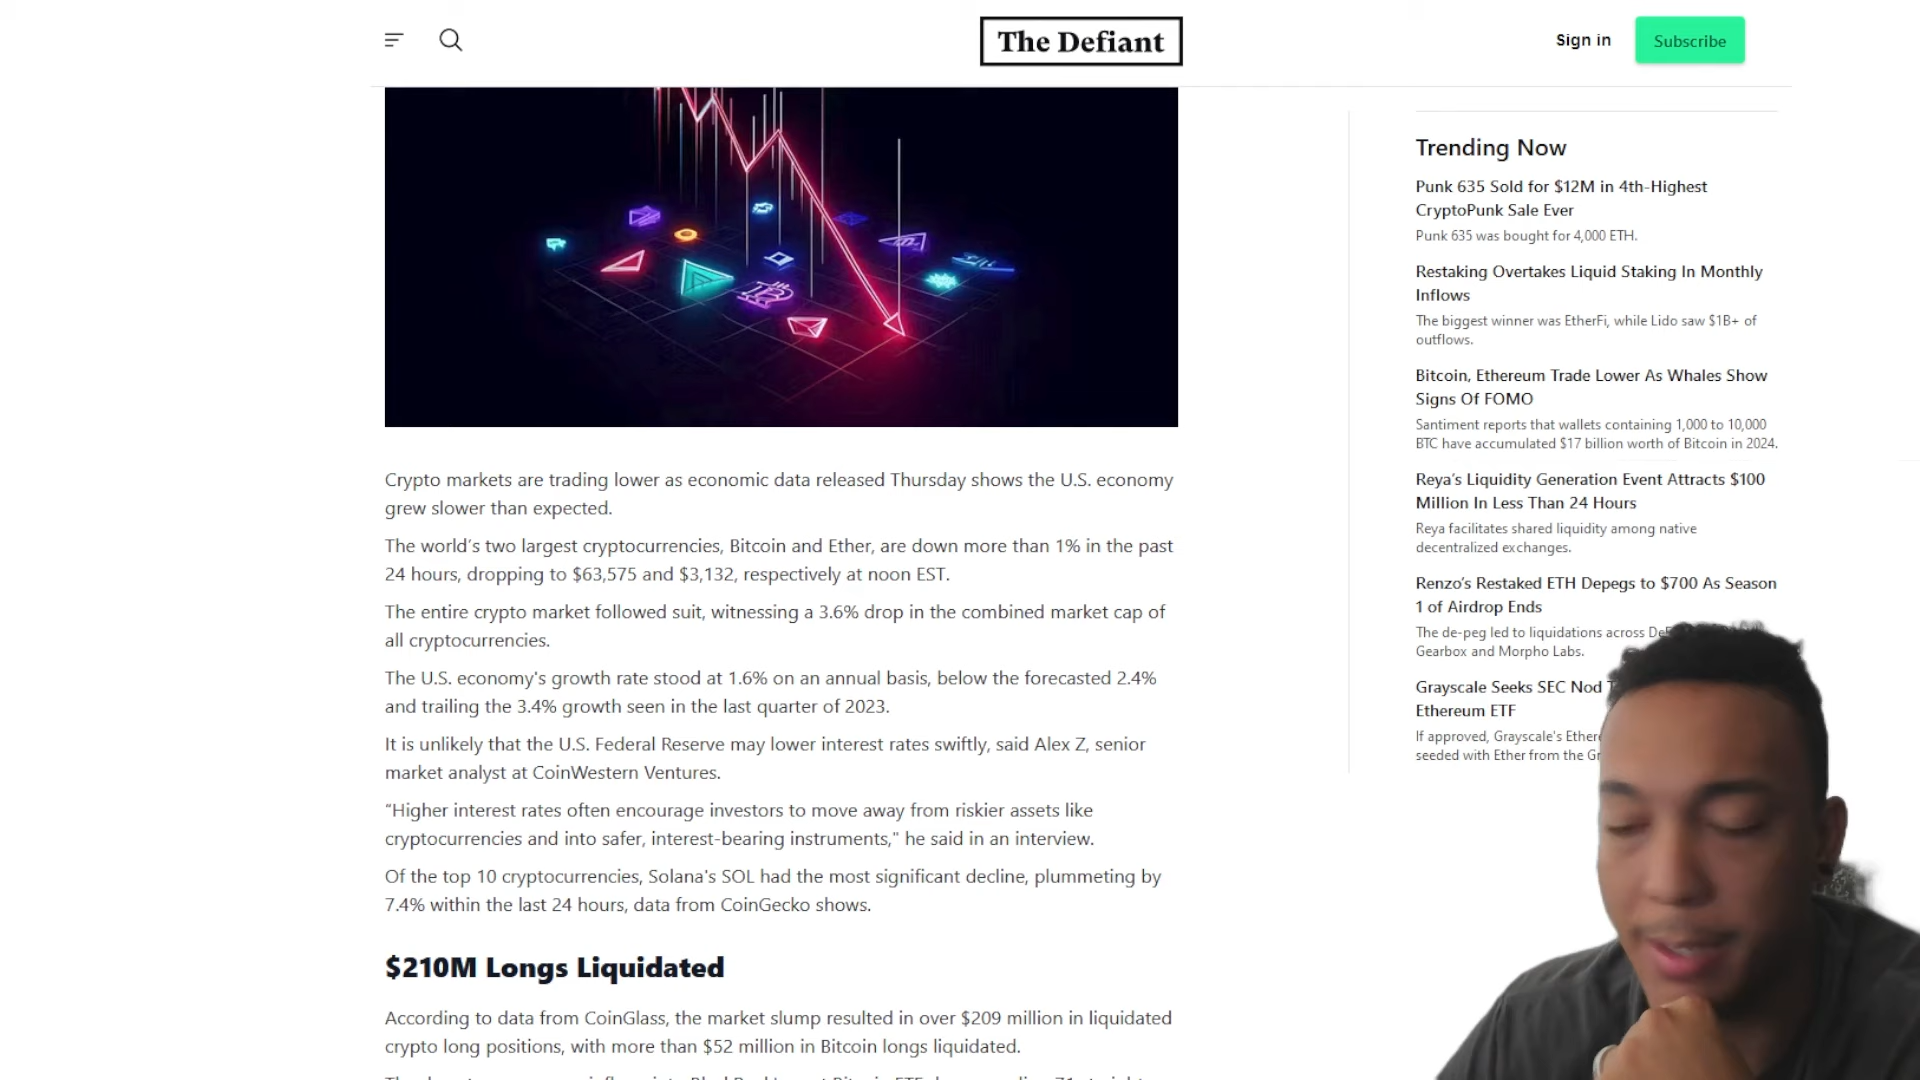 The Defiant
Sign in
Subscribe
Crypto markets are trading lower as economic data released Thursday shows the U.S. economy
grew slower than expected.
The world's two largest cryptocurrencies, Bitcoin and Ether, are down more than 1% in the past
24 hours, dropping to $63,575 and $3,132, respectively at noon EST.
The entire crypto market followed suit, witnessing a 3.6% drop in the combined market cap of
all cryptocurrencies.
The U.S. economy's growth rate stood at 1.6% on an annual basis, below the forecasted 2.4%
and trailing the 3.4% growth seen in the last quarter of 2023.
It is unlikely that the U.S. Federal Reserve may lower interest rates swiftly, said Alex Z, senior
market analyst at CoinWestern Ventures.
“Higher interest rates often encourage investors to move away from riskier assets like
cryptocurrencies and into safer, interest-bearing instruments," he said in an interview.
Of the top 10 cryptocurrencies, Solana's SOL had the most significant decline, plummeting by
7.4% within the last 24 hours, data from CoinGecko shows.
$210M Longs Liquidated
According to data from CoinGlass, the market slump resulted in over $209 million in liquidated
crypto long positions, with more than $52 million in Bitcoin longs liquidated.
Trending Now
Punk 635 Sold for $12M in 4th-Highest
CryptoPunk Sale Ever
Punk 635 was bought for 4,000 ETH.
Restaking Overtakes Liquid Staking In Monthly
Inflows
The biggest winner was EtherFi, while Lido saw $1B+ of
outflows.
Bitcoin, Ethereum Trade Lower As Whales Show
Signs Of FOMO
Santiment reports that wallets containing 1,000 to 10,000
BTC have accumulated $17 billion worth of Bitcoin in 2024.
Reya's Liquidity Generation Event Attracts $100
Million In Less Than 24 Hours
Reya facilitates shared liquidity among native
decentralized exchanges.
Renzo's Restaked ETH Depegs to $700 As Season
1 of Airdrop Ends
The de-peg led to liquidations across
Gearbox and Morpho Labs.
Grayscale Seeks SEC Nod
Ethereum ETF
If approved, Grayscale's
seeded with Ether from the